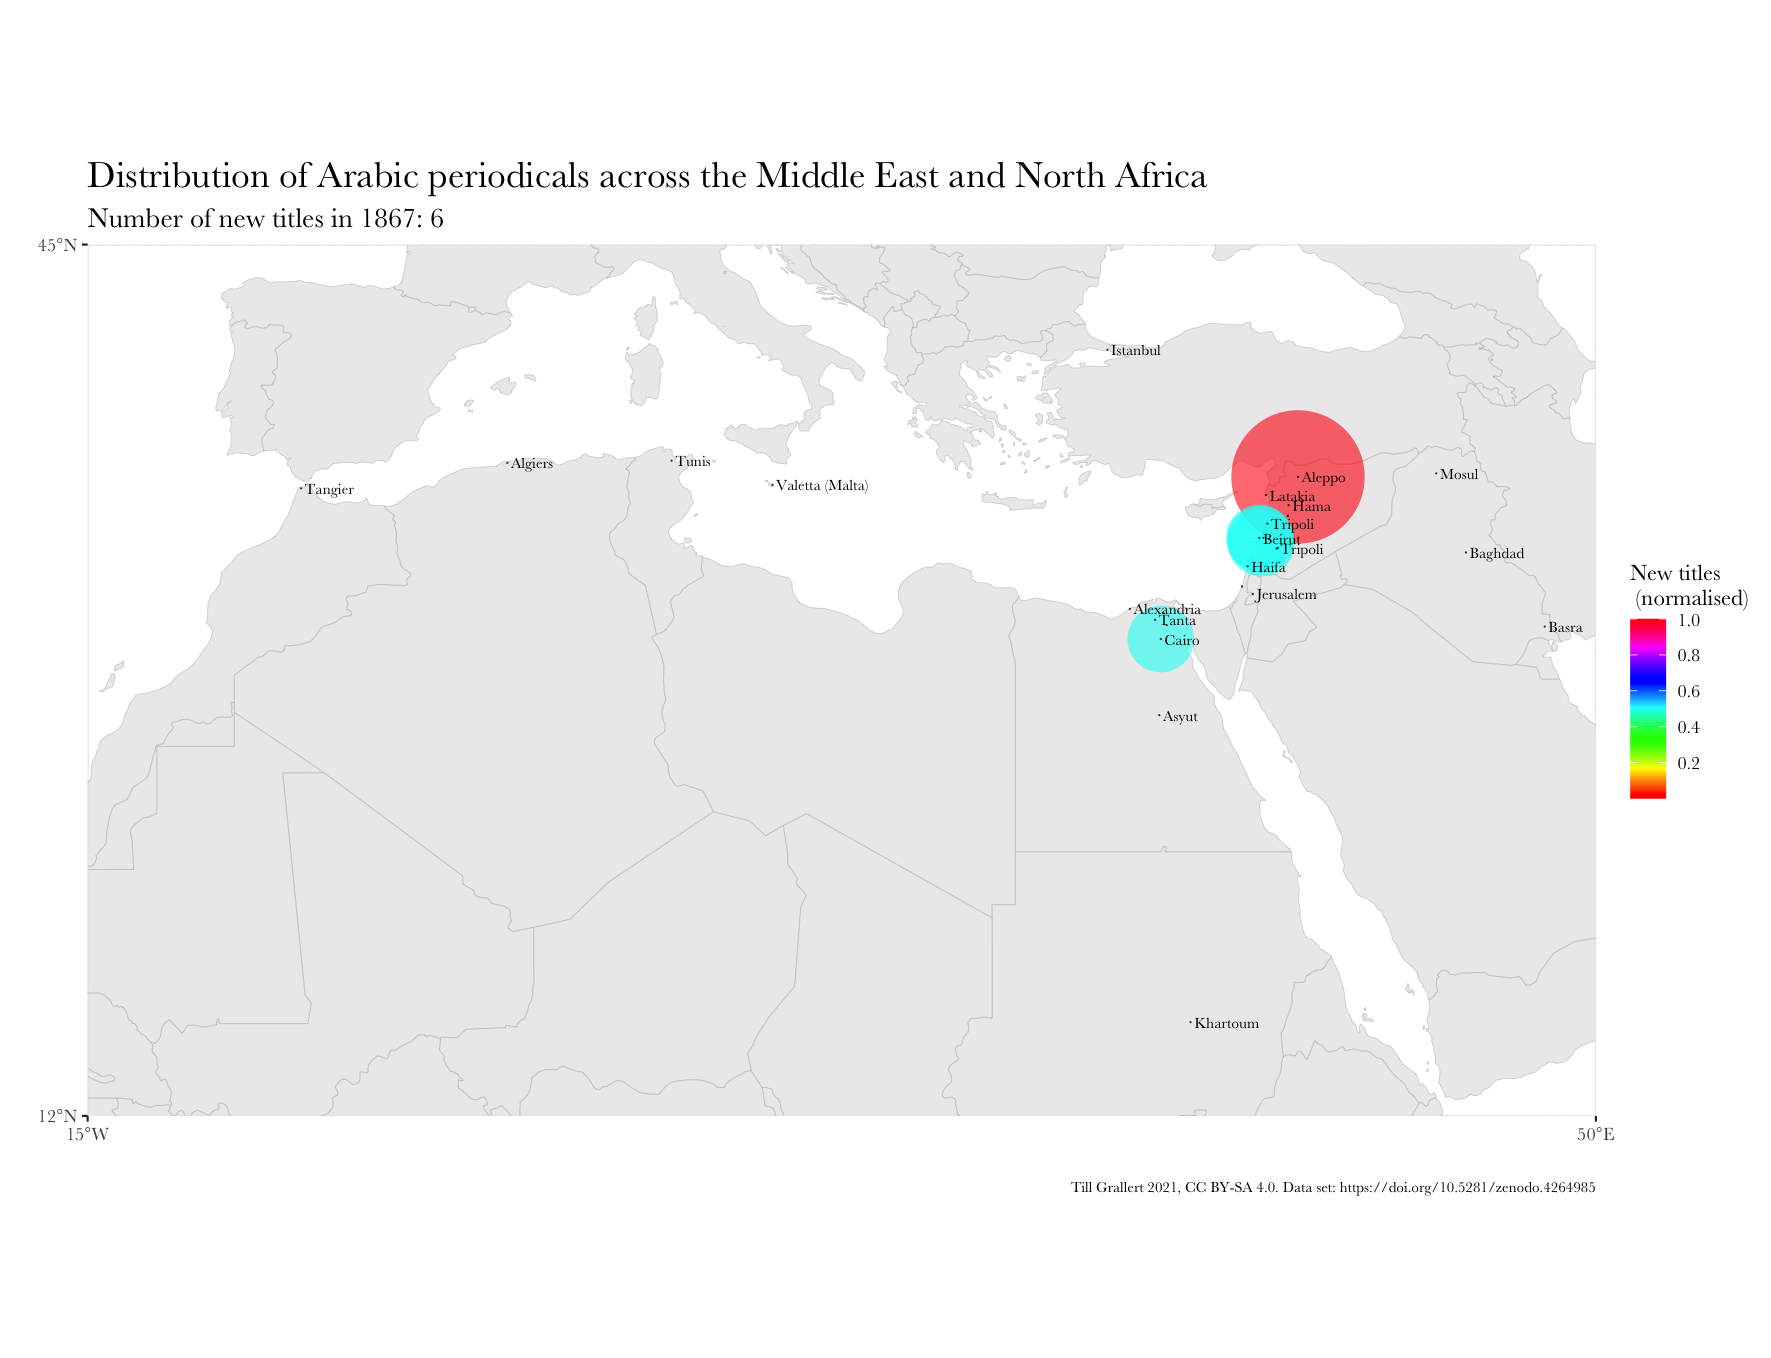 Distribution of Arabic periodicals across the Middle East and North Africa
Number of new titles in 1867: 6
45°N
Istanbul
Algiers
Tunis
Tangier
Valetta (Malta)
Aleppo
Mosul
Latakia
Hama
Tripoli
Beirut
Tripoli
Baghdad
Haifa
Jerusalem
Alexandria
Tanta
Cairo
Basra
Asyut
Khartoum
New titles
(normalised)
1.0
0.8
0.6
0.4
0.2
12°N
15°W
50°E
Till Grallert 2021, CC BY-SA 4.0. Data set: https://doi.org/10.5281/zenodo.4264985